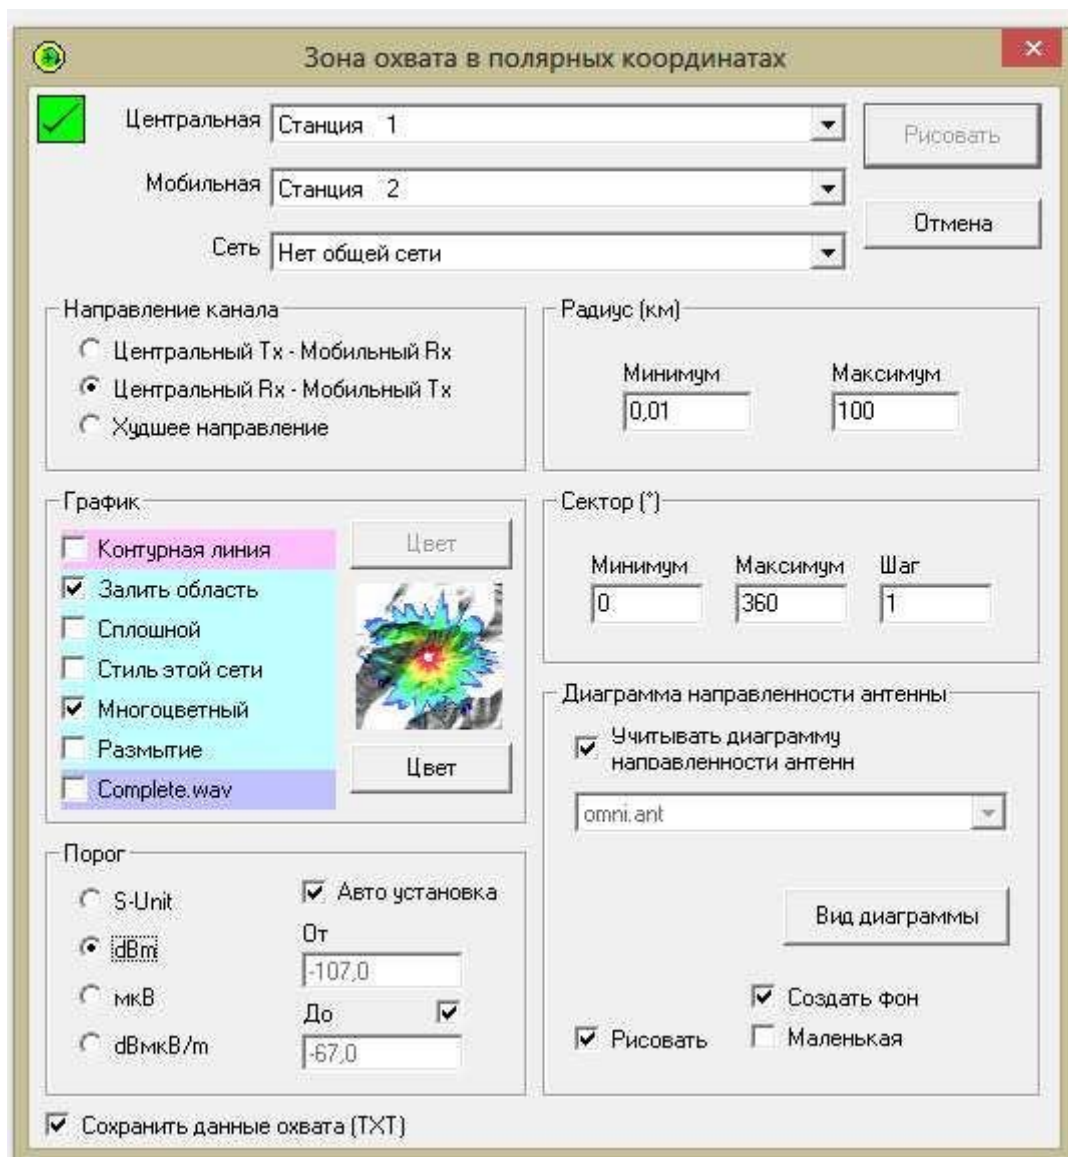 Зона охвата в полярных координатах
Центральная Станция 1
Рисовать
Мобильная Станция 2
Отмена
Сеть Нет общей сети
Направление канала
Центральный Tx - Мобильный Rx
Центральный Rx - Мобильный Tx
Худшее направление
Радиус (км)
Минимум Максимум
0,01 100
График
Контурная линия
Залить область
Сплошной
Стиль этой сети
Многоцветный
Размытие
Complete.wav
Цвет
Цвет
Сектор (°)
Минимум Максимум Шаг
0 360 1
Диаграмма направленности антенны
Учитывать диаграмму
направленности антенн
omni.ant
Вид диаграммы
Создать фон
Рисовать Маленькая
Порог
S-Unit
dBm
мкВ
dBмкВ/m
Авто установка
От
-107,0
До
-67,0
Сохранить данные охвата (TXT)